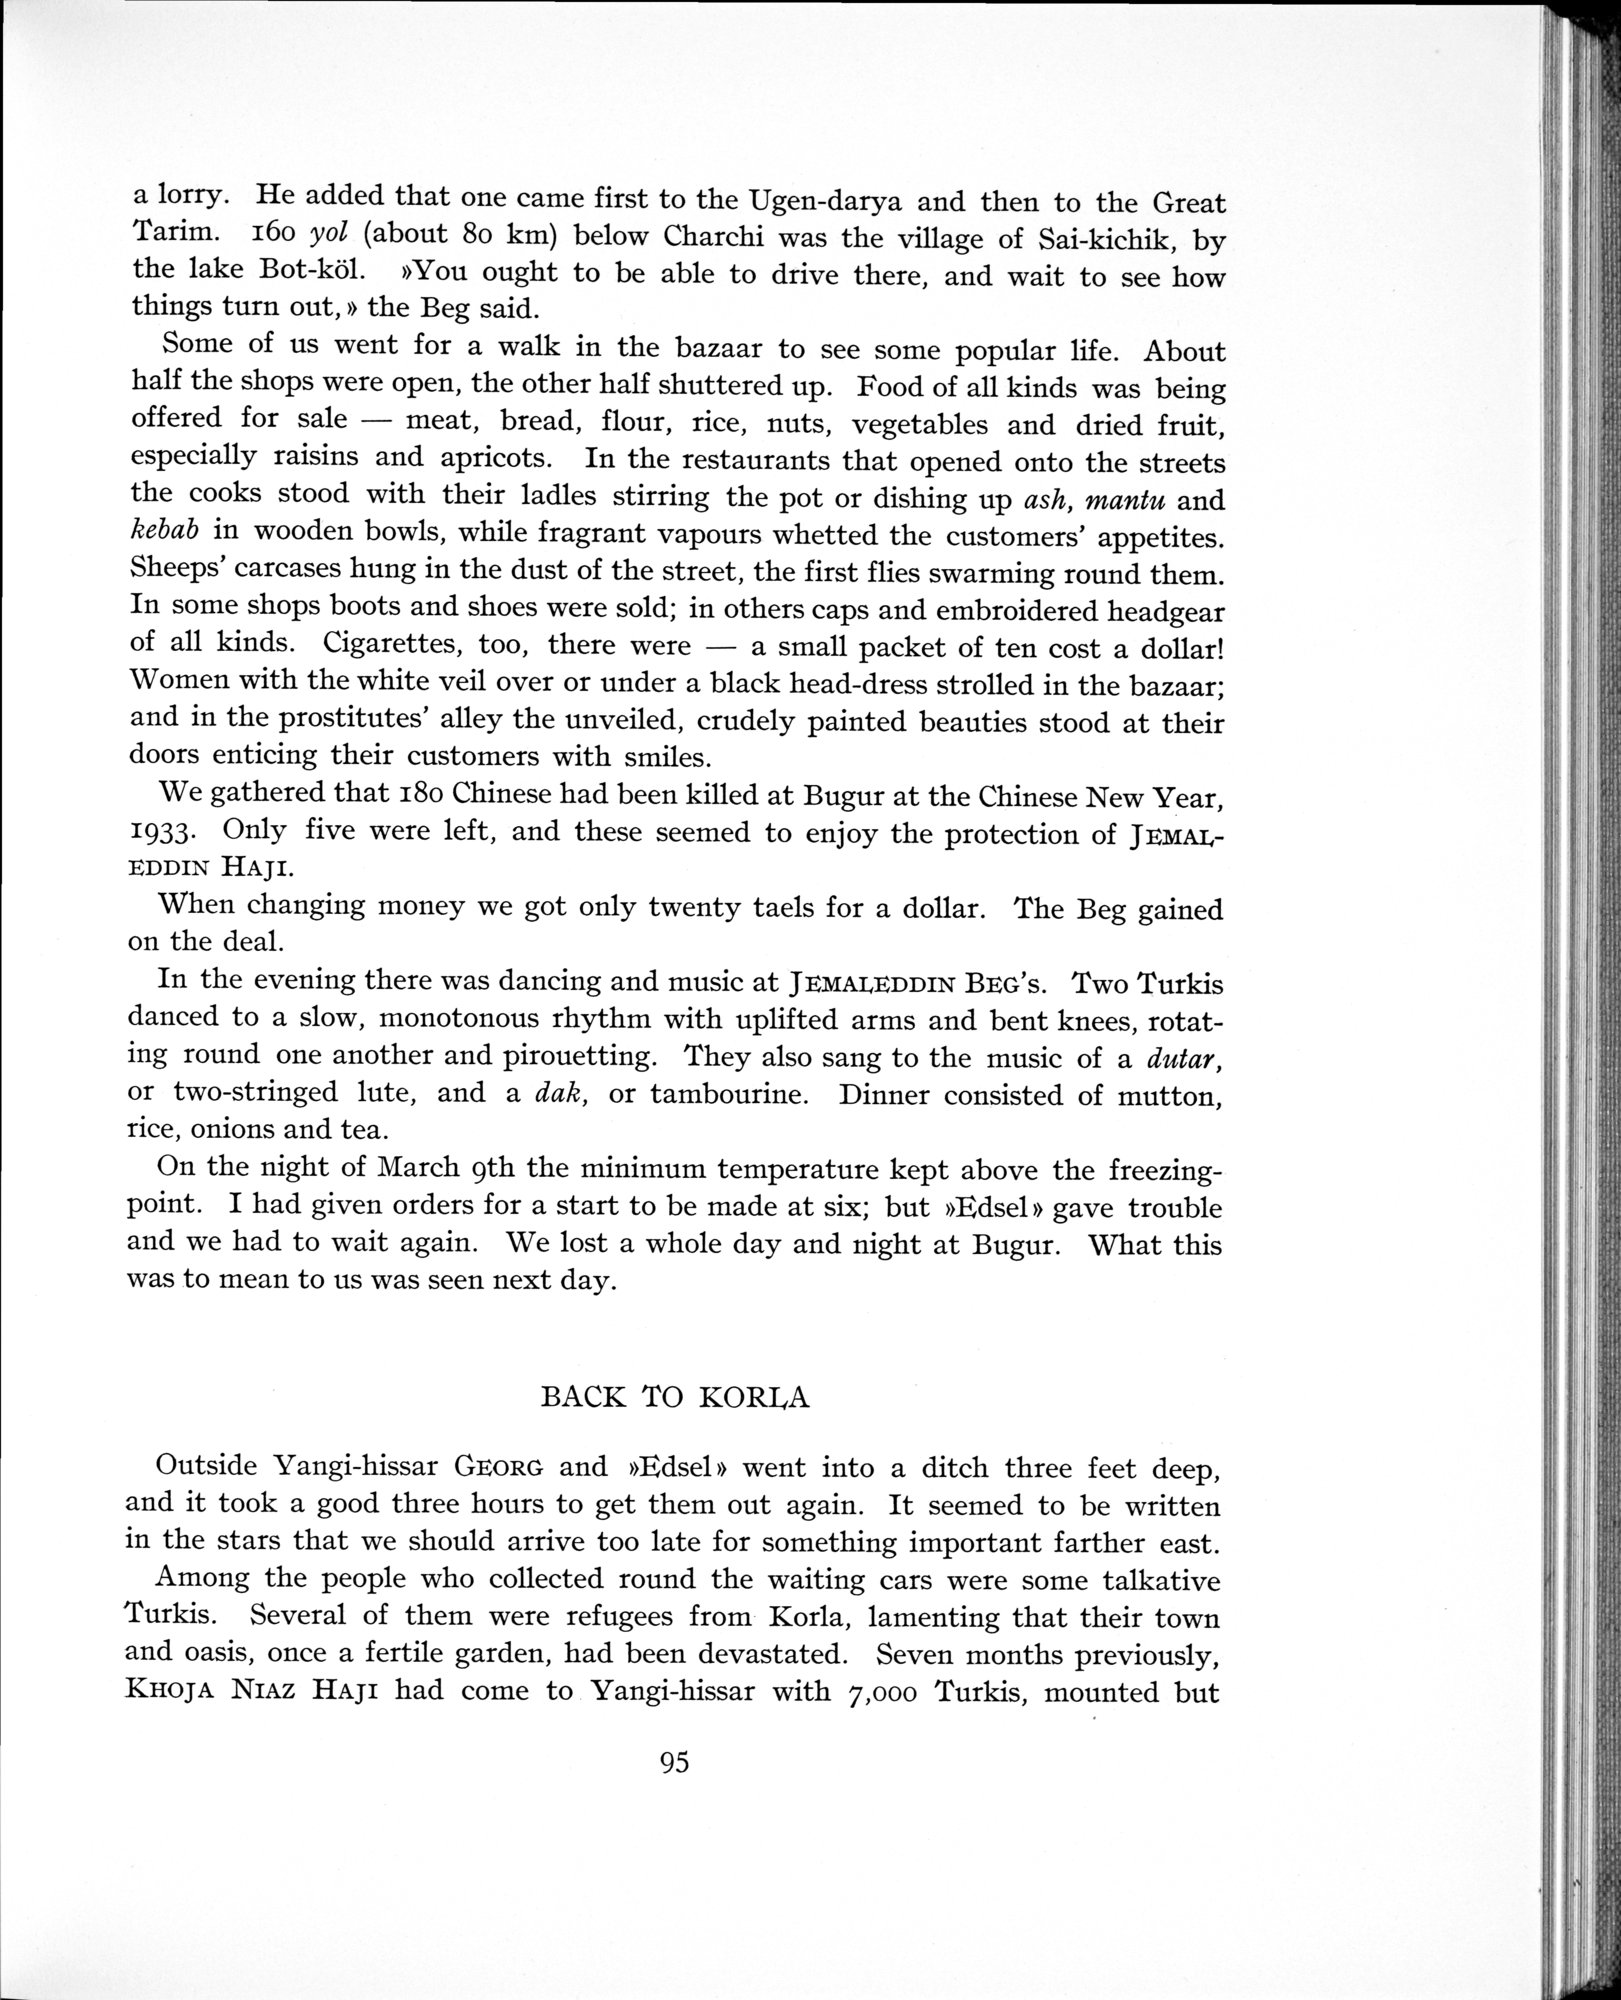 a lorry. He added that one came first to the Ugen-darya and then to the Great
Tarim. 160 yol (about 80 km) below Charchi was the village of Sai-kichik, by
the lake Bot-köl. »You ought to be able to drive there, and wait to see how
things turn out,» the Beg said.
Some of us went for a walk in the bazaar to see some popular life. About
half the shops were open, the other half shuttered up. Food of all kinds was being
offered for sale — meat, bread, flour, rice, nuts, vegetables and dried fruit,
especially raisins and apricots. In the restaurants that opened onto the streets
the cooks stood with their ladles stirring the pot or dishing up ash, mantu and
kebab in wooden bowls, while fragrant vapours whetted the customers' appetites.
Sheeps' carcases hung in the dust of the street, the first flies swarming round them.
In some shops boots and shoes were sold; in others caps and embroidered headgear
of all kinds. Cigarettes, too, there were — a small packet of ten cost a dollar!
Women with the white veil over or under a black head-dress strolled in the bazaar;
and in the prostitutes' alley the unveiled, crudely painted beauties stood at their
doors enticing their customers with smiles.
We gathered that 180 Chinese had been killed at Bugur at the Chinese New Year,
1933. Only five were left, and these seemed to enjoy the protection of JEMAL-
EDDIN HAJI.
When changing money we got only twenty taels for a dollar. The Beg gained
on the deal.
In the evening there was dancing and music at JEMALEDDIN BEG's. Two Turkis
danced to a slow, monotonous rhythm with uplifted arms and bent knees, rotat-
ing round one another and pirouetting. They also sang to the music of a dutar,
or two-stringed lute, and a dak, or tambourine. Dinner consisted of mutton,
rice, onions and tea.
On the night of March 9th the minimum temperature kept above the freezing-
point. I had given orders for a start to be made at six; but »Edsel» gave trouble
and we had to wait again. We lost a whole day and night at Bugur. What this
was to mean to us was seen next day.
BACK TO KORLA
Outside Yangi-hissar GEORG and »Edsel» went into a ditch three feet deep,
and it took a good three hours to get them out again. It seemed to be written
in the stars that we should arrive too late for something important farther east.
Among the people who collected round the waiting cars were some talkative
Turkis. Several of them were refugees from Korla, lamenting that their town
and oasis, once a fertile garden, had been devastated. Seven months previously,
KHOJA NIAZ HAJI had come to Yangi-hissar with 7,000 Turkis, mounted but
95